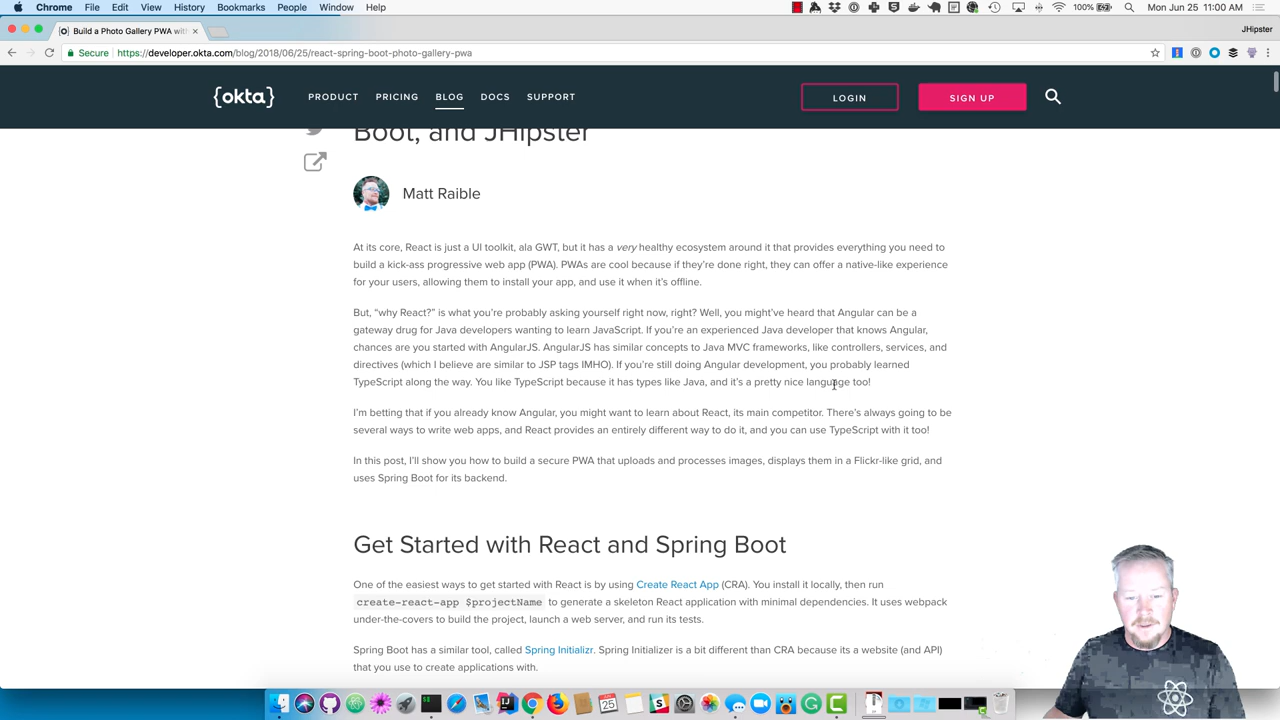 Chrome File Edit View History Bookmarks People Window Help 100% Mon Jun 25 11:00 AM
Build a Photo Gallery PWA with JHipster
Secure https://developer.okta.com/blog/2018/06/25/react-spring-boot-photo-gallery-pwa
{okta} PRODUCT PRICING BLOG DOCS SUPPORT LOGIN SIGN UP
Boot, and JHipster
Matt Raible
At its core, React is just a UI toolkit, ala GWT, but it has a very healthy ecosystem around it that provides everything you need to
build a kick-ass progressive web app (PWA). PWAs are cool because if they're done right, they can offer a native-like experience
for your users, allowing them to install your app, and use it when it's offline.
But, “why React?” is what you're probably asking yourself right now, right? Well, you might've heard that Angular can be a
gateway drug for Java developers wanting to learn JavaScript. If you're an experienced Java developer that knows Angular,
chances are you started with AngularJS. AngularJS has similar concepts to Java MVC frameworks, like controllers, services, and
directives (which I believe are similar to JSP tags IMHO). If you're still doing Angular development, you probably learned
TypeScript along the way. You like TypeScript because it has types like Java, and it's a pretty nice language too!
I'm betting that if you already know Angular, you might want to learn about React, its main competitor. There's always going to be
several ways to write web apps, and React provides an entirely different way to do it, and you can use TypeScript with it too!
In this post, I'll show you how to build a secure PWA that uploads and processes images, displays them in a Flickr-like grid, and
uses Spring Boot for its backend.
Get Started with React and Spring Boot
One of the easiest ways to get started with React is by using Create React App (CRA). You install it locally, then run
create-react-app $projectName to generate a skeleton React application with minimal dependencies. It uses webpack
under-the-covers to build the project, launch a web server, and run its tests.
Spring Boot has a similar tool, called Spring Initializr. Spring Initializer is a bit different than CRA because its a website (and API)
that you use to create applications with.
25